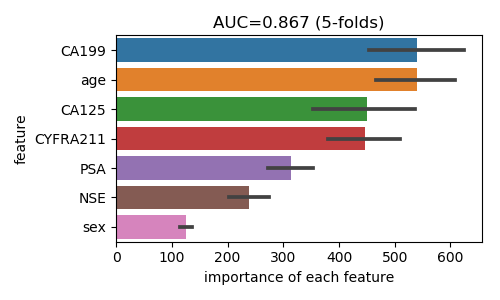 AUC=0.867 (5-folds)
feature
CA199
age
CA125
CYFRA211
PSA
NSE
sex
0 100 200 300 400 500 600
importance of each feature